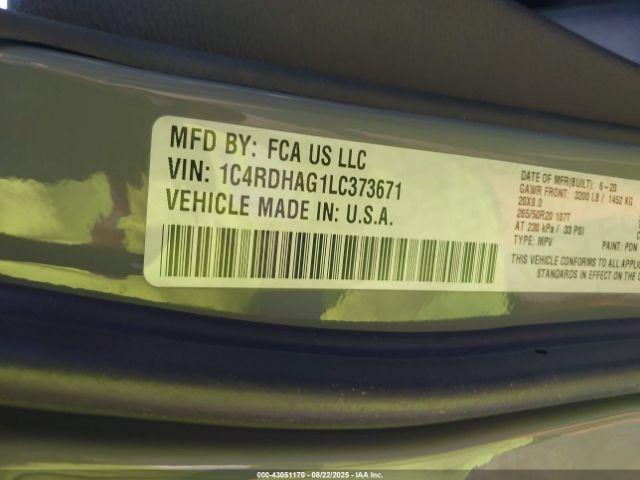 MFD BY: FCA US LLC
VIN: 1C4RDHAG1LC373671
VEHICLE MADE IN: U.S.A.
DATE OF MFR(BUILT): 6-20
GAWR FRONT: 3200 LB / 1452 KG
20X8.0
265/50R20 107T
AT 230 kPa / 33 PSI
TYPE: MPV
PAINT: PDN
THIS VEHICLE CONFORMS TO ALL APPLIC
STANDARDS IN EFFECT ON THE
000-43051170 - 08/22/2025 - IAA Inc.